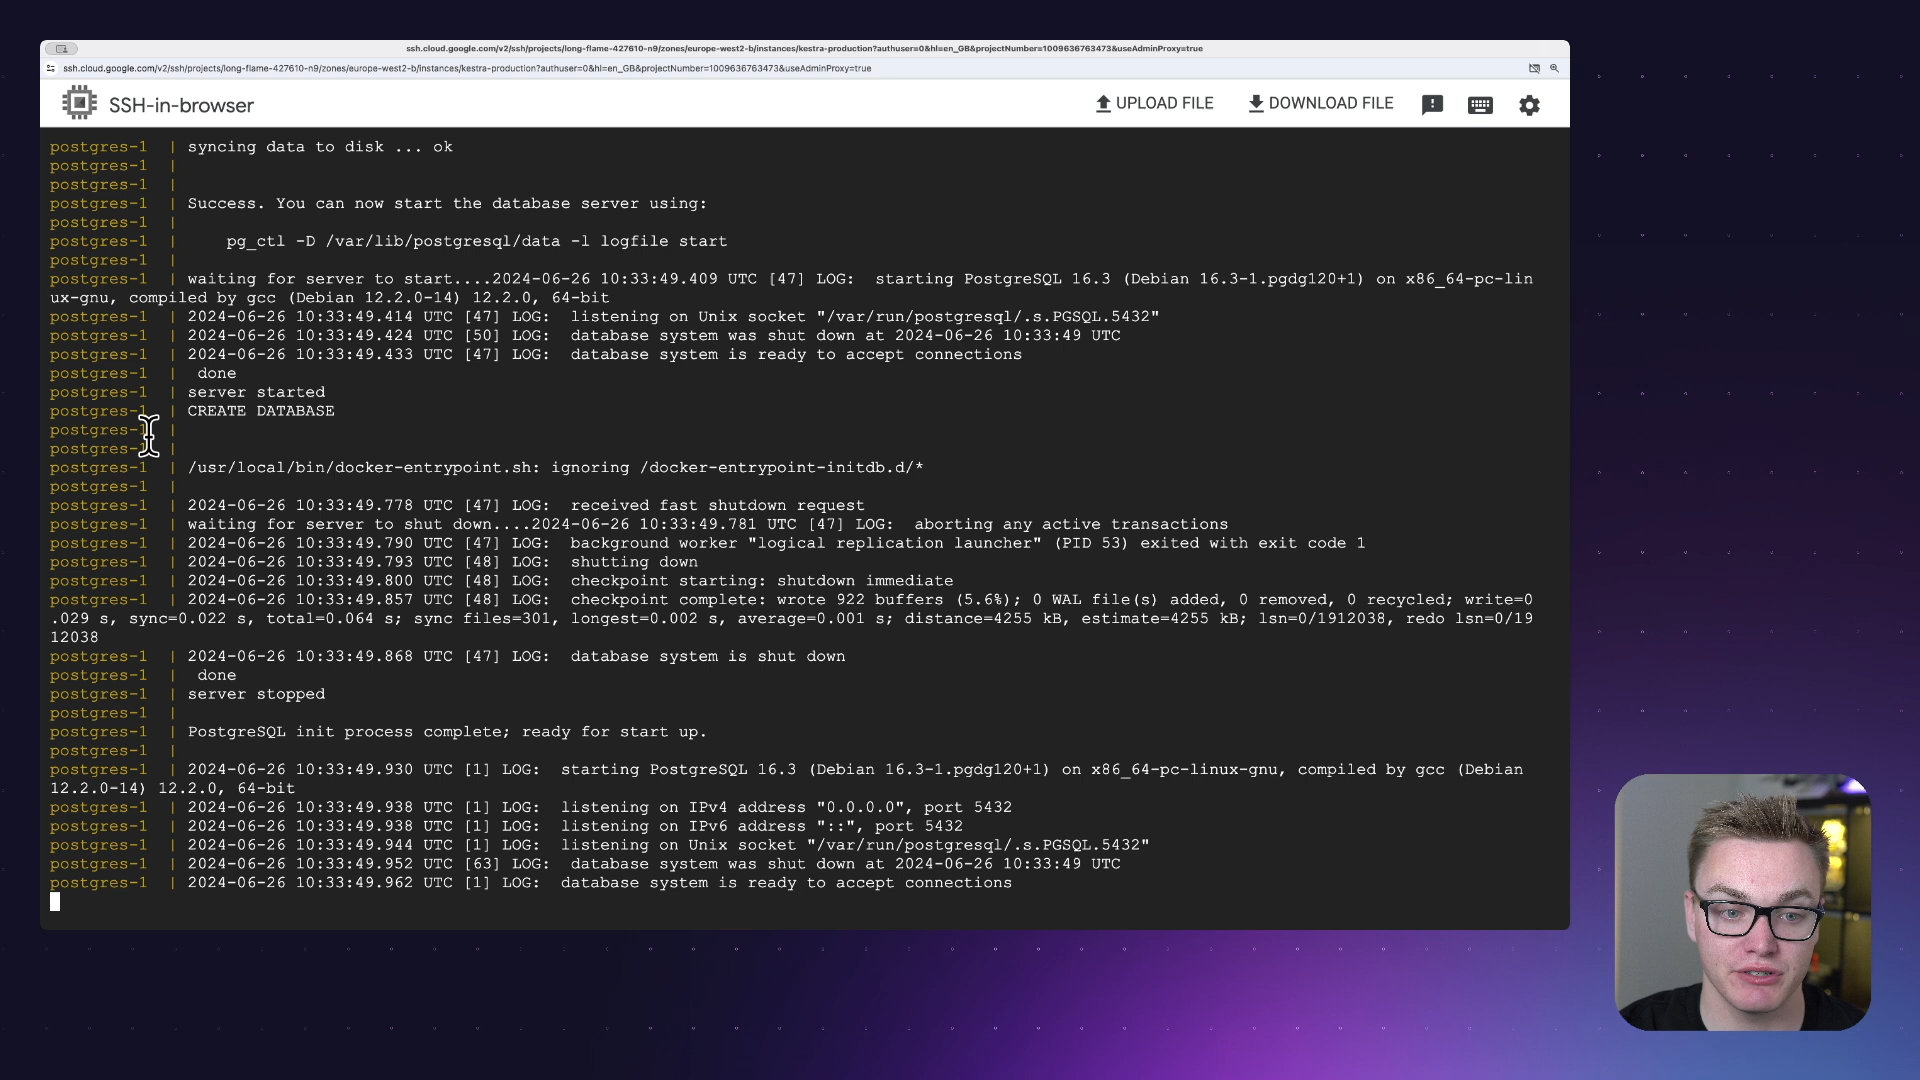 ssh.cloud.google.com/v2/ssh/projects/long-flame-427610-n9/zones/europe-west2-b/instances/kestra-production?authuser=0&hl=en_GB&projectNumber=1009636763473&useAdminProxy=true
ssh.cloud.google.com/v2/ssh/projects/long-flame-427610-n9/zones/europe-west2-b/instances/kestra-production?authuser=0&hl=en_GB&projectNumber=1009636763473&useAdminProxy=true
SSH-in-browser UPLOAD FILE DOWNLOAD FILE
postgres-1 | syncing data to disk ... ok
postgres-1 |
postgres-1 |
postgres-1 | Success. You can now start the database server using:
postgres-1 |
postgres-1 | pg_ctl -D /var/lib/postgresql/data -l logfile start
postgres-1 |
postgres-1 | waiting for server to start....2024-06-26 10:33:49.409 UTC [47] LOG: starting PostgreSQL 16.3 (Debian 16.3-1.pgdg120+1) on x86_64-pc-lin
ux-gnu, compiled by gcc (Debian 12.2.0-14) 12.2.0, 64-bit
postgres-1 | 2024-06-26 10:33:49.414 UTC [47] LOG: listening on Unix socket "/var/run/postgresql/.s.PGSQL.5432"
postgres-1 | 2024-06-26 10:33:49.424 UTC [50] LOG: database system was shut down at 2024-06-26 10:33:49 UTC
postgres-1 | 2024-06-26 10:33:49.433 UTC [47] LOG: database system is ready to accept connections
postgres-1 | done
postgres-1 | server started
postgres-1 | CREATE DATABASE
postgres-1 |
postgres-1 |
postgres-1 | /usr/local/bin/docker-entrypoint.sh: ignoring /docker-entrypoint-initdb.d/*
postgres-1 |
postgres-1 | 2024-06-26 10:33:49.778 UTC [47] LOG: received fast shutdown request
postgres-1 | waiting for server to shut down....2024-06-26 10:33:49.781 UTC [47] LOG: aborting any active transactions
postgres-1 | 2024-06-26 10:33:49.790 UTC [47] LOG: background worker "logical replication launcher" (PID 53) exited with exit code 1
postgres-1 | 2024-06-26 10:33:49.793 UTC [48] LOG: shutting down
postgres-1 | 2024-06-26 10:33:49.800 UTC [48] LOG: checkpoint starting: shutdown immediate
postgres-1 | 2024-06-26 10:33:49.857 UTC [48] LOG: checkpoint complete: wrote 922 buffers (5.6%); 0 WAL file(s) added, 0 removed, 0 recycled; write=0
.029 s, sync=0.022 s, total=0.064 s; sync files=301, longest=0.002 s, average=0.001 s; distance=4255 kB, estimate=4255 kB; lsn=0/1912038, redo lsn=0/19
12038
postgres-1 | 2024-06-26 10:33:49.868 UTC [47] LOG: database system is shut down
postgres-1 | done
postgres-1 | server stopped
postgres-1 |
postgres-1 | PostgreSQL init process complete; ready for start up.
postgres-1 |
postgres-1 | 2024-06-26 10:33:49.930 UTC [1] LOG: starting PostgreSQL 16.3 (Debian 16.3-1.pgdg120+1) on x86_64-pc-linux-gnu, compiled by gcc (Debian
12.2.0-14) 12.2.0, 64-bit
postgres-1 | 2024-06-26 10:33:49.938 UTC [1] LOG: listening on IPv4 address "0.0.0.0", port 5432
postgres-1 | 2024-06-26 10:33:49.938 UTC [1] LOG: listening on IPv6 address "::", port 5432
postgres-1 | 2024-06-26 10:33:49.944 UTC [1] LOG: listening on Unix socket "/var/run/postgresql/.s.PGSQL.5432"
postgres-1 | 2024-06-26 10:33:49.952 UTC [63] LOG: database system was shut down at 2024-06-26 10:33:49 UTC
postgres-1 | 2024-06-26 10:33:49.962 UTC [1] LOG: database system is ready to accept connections